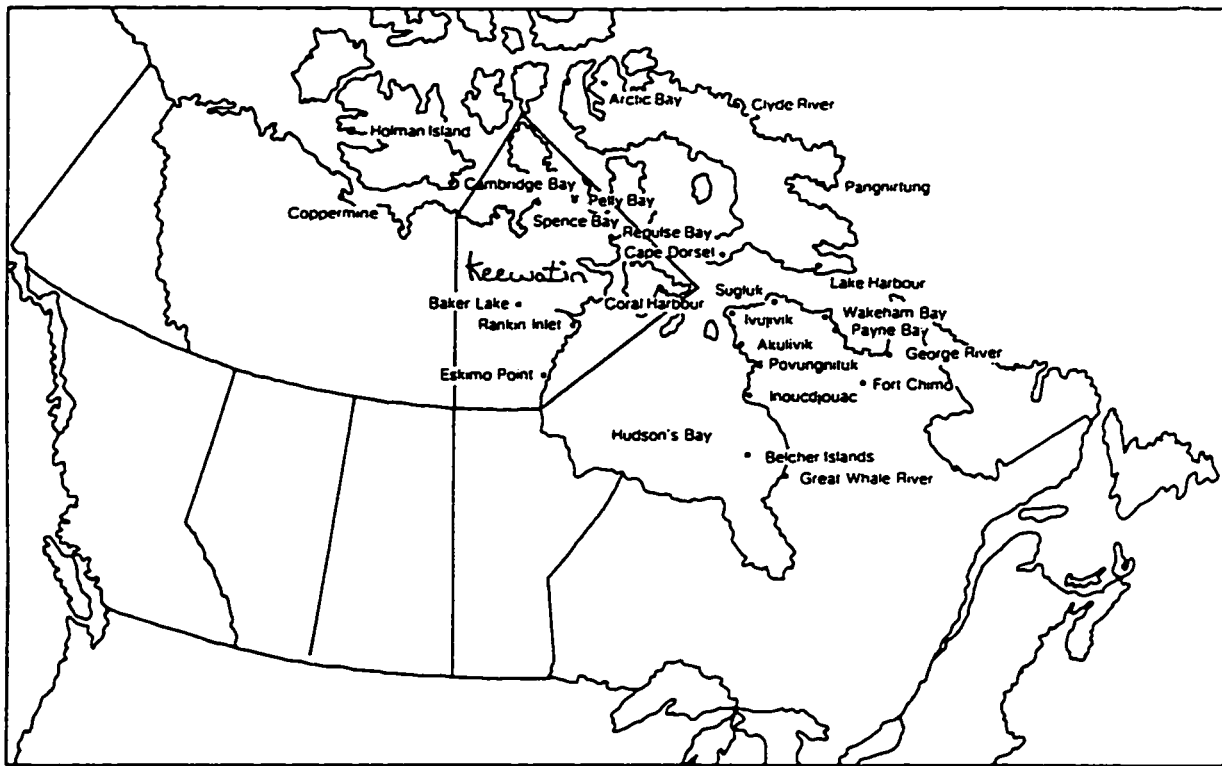 Arctic Bay
Clyde River
Holman Island
Pangnirtung
Cambridge Bay
Pelly Bay
Coppermine
Spence Bay
Repulse Bay
Cape Dorset
Keewatin
Lake Harbour
Sugluk
Baker Lake
Coral Harbour
Wakeham Bay
Ivujivik
Rankin Inlet
Payne Bay
Akulivik
George River
Povungnituk
Eskimo Point
Fort Chimo
Inoucdjouac
Hudson's Bay
Belcher Islands
Great Whale River